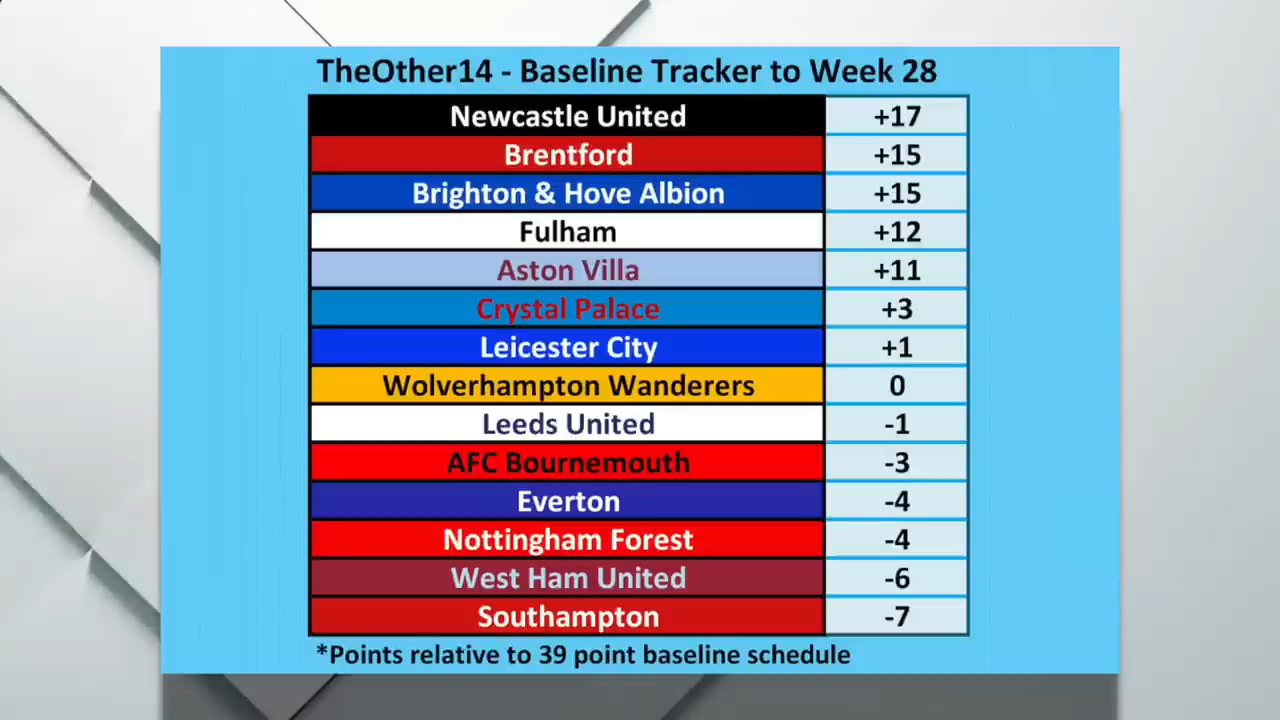 TheOther14 - Baseline Tracker to Week 28
Newcastle United +17
Brentford +15
Brighton & Hove Albion +15
Fulham +12
Aston Villa +11
Crystal Palace +3
Leicester City +1
Wolverhampton Wanderers 0
Leeds United -1
AFC Bournemouth -3
Everton -4
Nottingham Forest -4
West Ham United -6
Southampton -7
*Points relative to 39 point baseline schedule